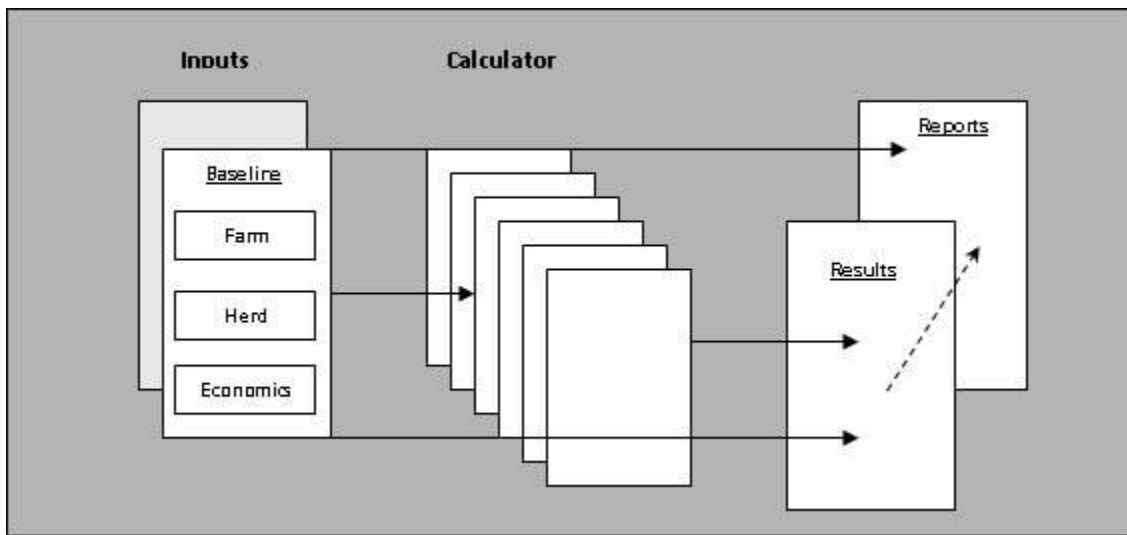 Inputs
Calculator
Reports
Baseline
Farm
Results
Herd
Economics